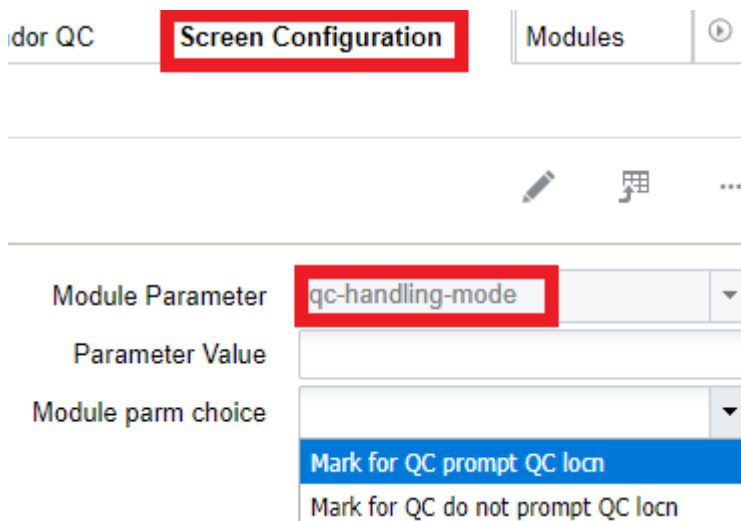 dor QC Screen Configuration Modules
Module Parameter qc-handling-mode
Parameter Value
Module parm choice
Mark for QC prompt QC locn
Mark for QC do not prompt QC locn